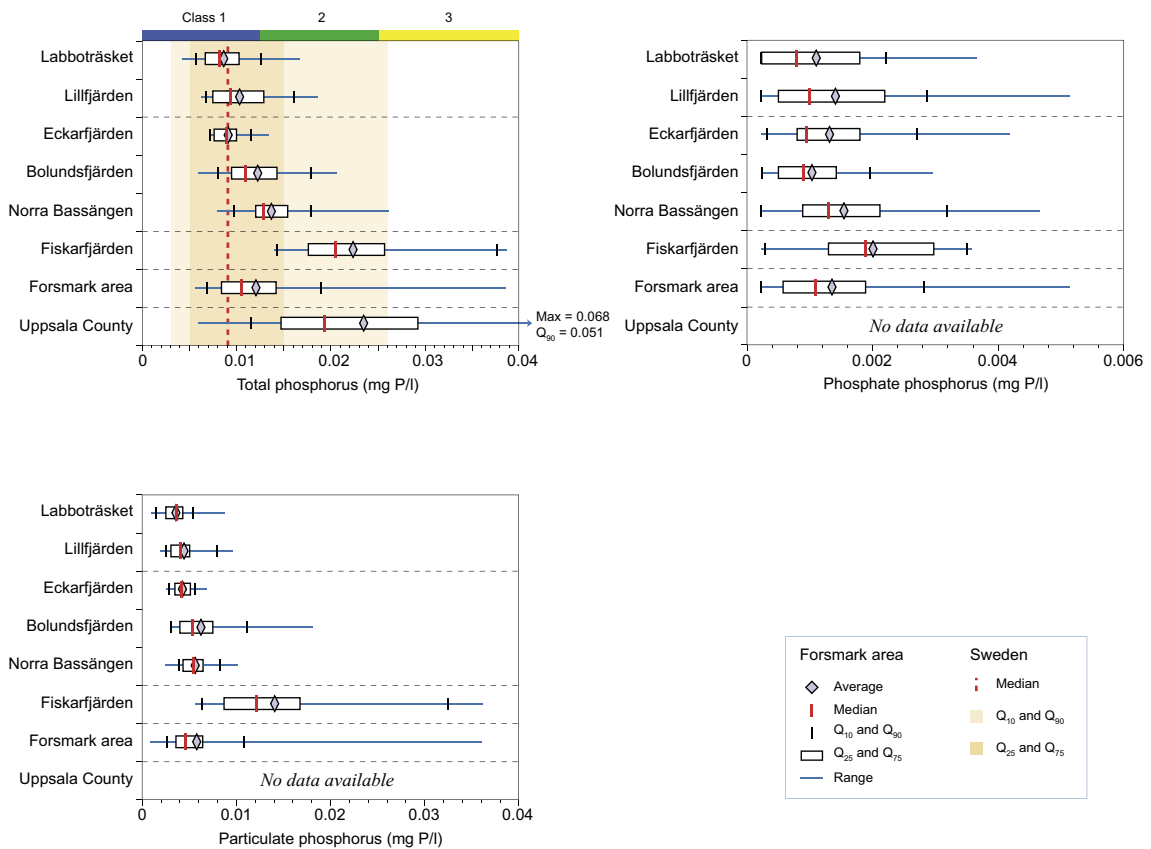 Class 1 2 3
Labboträsket
Lillfjärden
Eckarfjärden
Bolundsfjärden
Norra Bassängen
Fiskarfjärden
Forsmark area
Uppsala County
Max = 0.068
Q90 = 0.051
0 0.01 0.02 0.03 0.04
Total phosphorus (mg P/l)
Labboträsket
Lillfjärden
Eckarfjärden
Bolundsfjärden
Norra Bassängen
Fiskarfjärden
Forsmark area
Uppsala County
No data available
0 0.002 0.004 0.006
Phosphate phosphorus (mg P/l)
Labboträsket
Lillfjärden
Eckarfjärden
Bolundsfjärden
Norra Bassängen
Fiskarfjärden
Forsmark area
Uppsala County
No data available
0 0.01 0.02 0.03 0.04
Particulate phosphorus (mg P/l)
Forsmark area
Average
Median
Q10 and Q90
Q25 and Q75
Range
Sweden
Median
Q10 and Q90
Q25 and Q75